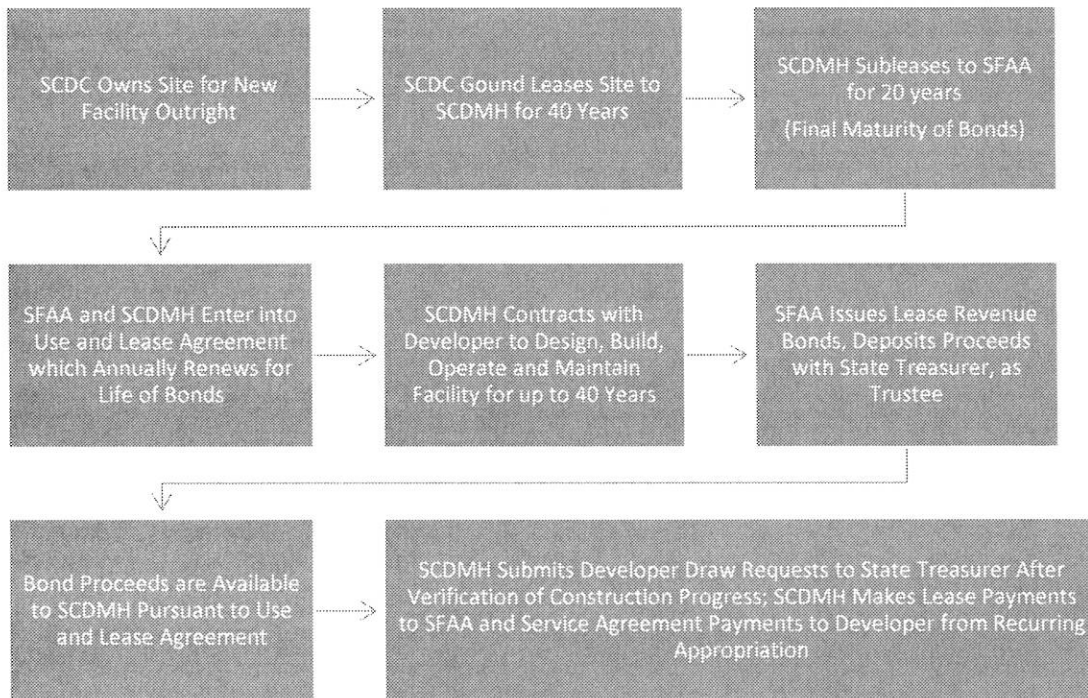 SCDC Owns Site for New
Facility Outright
SCDC Gound Leases Site to
SCDMH for 40 Years
SCDMH Subleases to SFAA
for 20 years
(Final Maturity of Bonds)
SFAA and SCDMH Enter into
Use and Lease Agreement
which Annually Renews for
Life of Bonds
SCDMH Contracts with
Developer to Design, Build,
Operate and Maintain
Facility for up to 40 Years
SFAA Issues Lease Revenue
Bonds, Deposits Proceeds
with State Treasurer, as
Trustee
Bond Proceeds are Available
to SCDMH Pursuant to Use
and Lease Agreement
SCDMH Submits Developer Draw Requests to State Treasurer After
Verification of Construction Progress; SCDMH Makes Lease Payments
to SFAA and Service Agreement Payments to Developer from Recurring
Appropriation